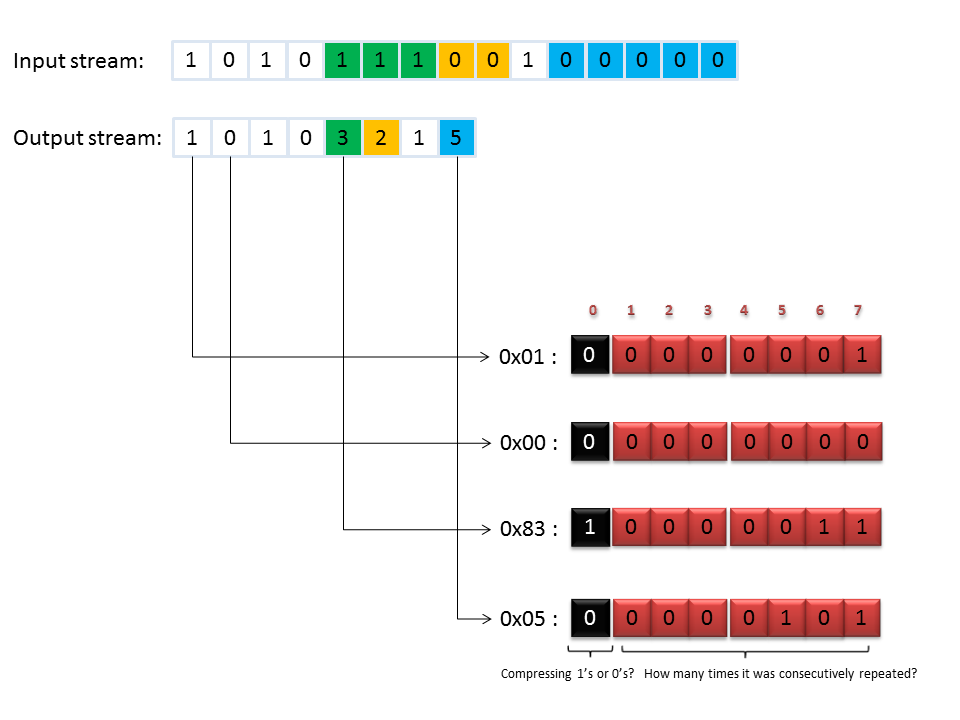 Input stream: 1 0 1 0 1 1 1 0 0 1 0 0 0 0 0
Output stream: 1 0 1 0 3 2 1 5
0 1 2 3 4 5 6 7
0x01 : 0 0 0 0 0 0 0 1
0x00 : 0 0 0 0 0 0 0 0
0x83 : 1 0 0 0 0 0 1 1
0x05 : 0 0 0 0 0 1 0 1
Compressing 1's or 0's? How many times it was consecutively repeated?